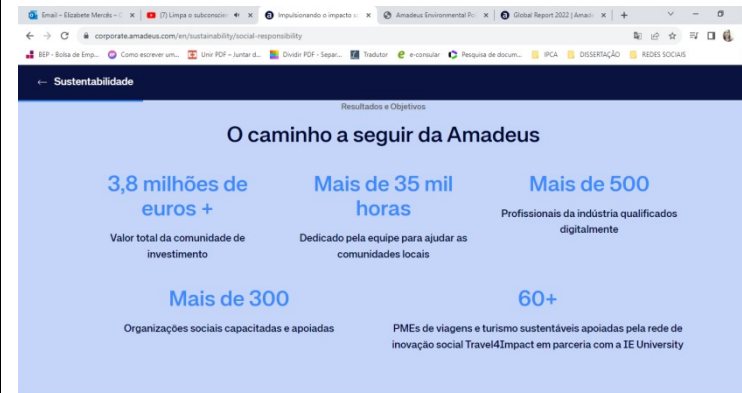 Email – Elizabete Mercês – O
(7) Limpa o subconscie
Impulsionando o impacto so
Amadeus Environmental Po
Global Report 2022 | Amad
corporate.amadeus.com/en/sustainability/social-responsibility
BEP - Bolsa de Emp...
Como escrever um...
Unir PDF – Juntar d...
Dividir PDF - Separ...
Tradutor
e-consular
Pesquisa de docum...
IPCA
DISSERTAÇÃO
REDES SOCIAIS
← Sustentabilidade
Resultados e Objetivos
O caminho a seguir da Amadeus
3,8 milhões de
euros +
Valor total da comunidade de
investimento
Mais de 35 mil
horas
Dedicado pela equipe para ajudar as
comunidades locais
Mais de 500
Profissionais da indústria qualificados
digitalmente
Mais de 300
Organizações sociais capacitadas e apoiadas
60+
PMEs de viagens e turismo sustentáveis apoiadas pela rede de
inovação social Travel4Impact em parceria com a IE University